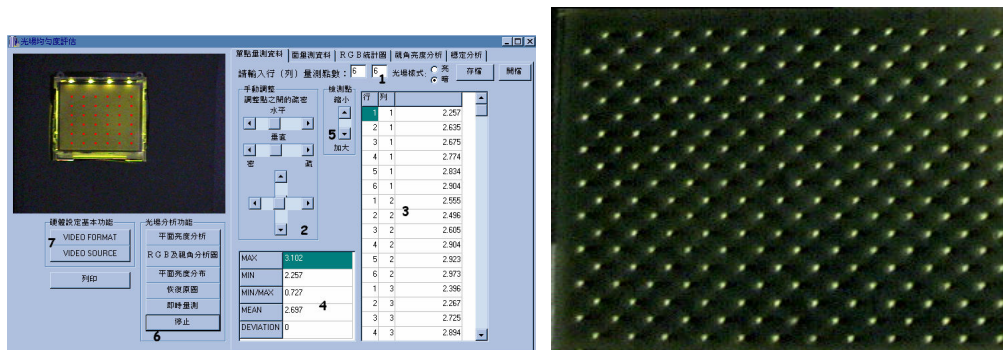 光場均勻度評估
單點量測資料 面量測資料 RGB統計圖 視角亮度分析 穩定分析
請輸入行(列)量測點數: 6 6 1 光場樣式: 亮 暗 存檔 開檔
手動調整
調整點之間的疏密
水平
垂直
密 疏
2
檢測點
縮小
5
加大
行 列
1 1 2.257
2 1 2.635
3 1 2.675
4 1 2.774
5 1 2.834
6 1 2.904
1 2 2.555
2 2 2.496
3 2 2.605
4 2 2.904
5 2 2.923
6 2 2.973
1 3 2.396
2 3 2.267
3 3 2.725
4 3 2.894
3
硬體設定基本功能
7 VIDEO FORMAT
VIDEO SOURCE
列印
光場分析功能
平面亮度分析
RGB及視角分析圖
平面亮度分布
恢復原圖
即時量測
停止
6
MAX 3.102
MIN 2.257
MIN/MAX 0.727
MEAN 2.697
DEVIATION 0
4